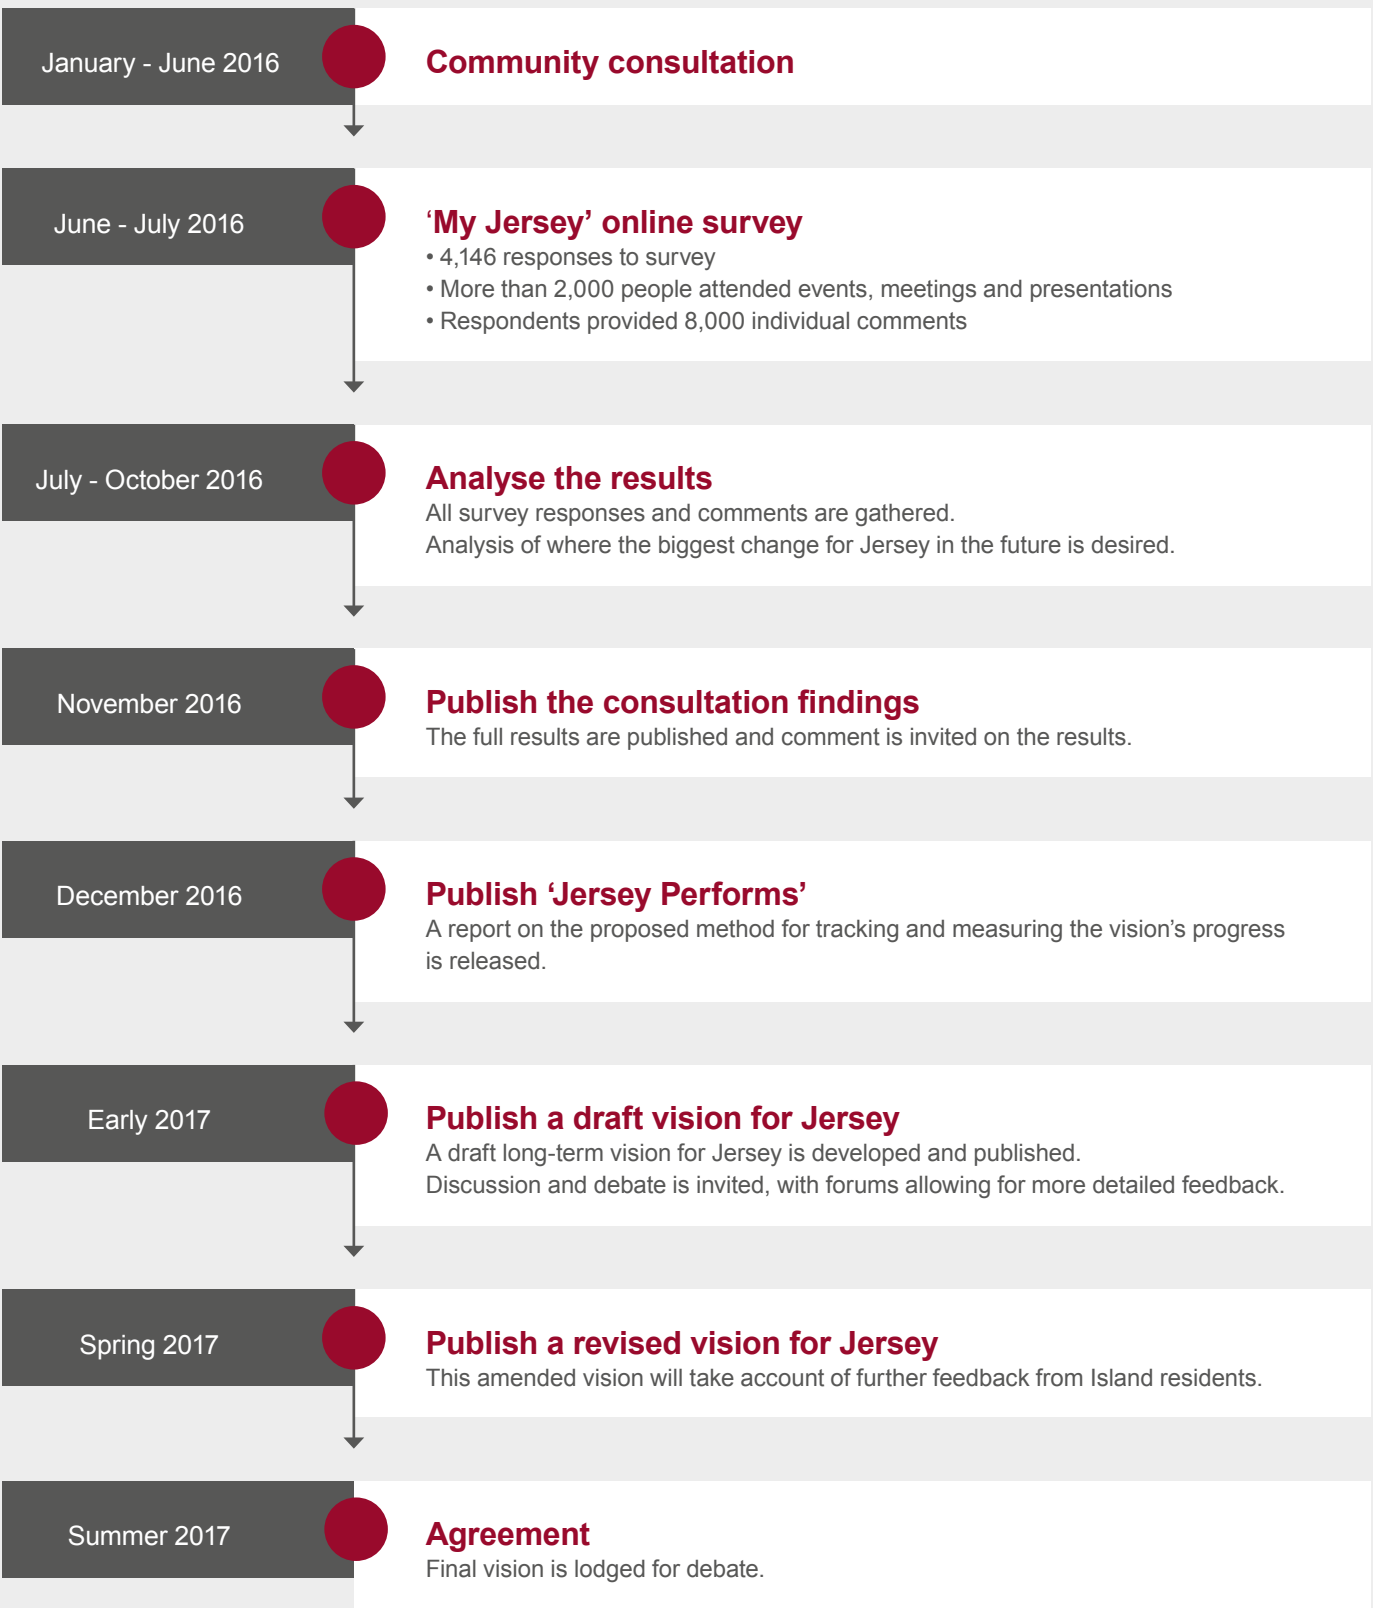 January - June 2016
Community consultation
June - July 2016
‘My Jersey’ online survey
• 4,146 responses to survey
• More than 2,000 people attended events, meetings and presentations
• Respondents provided 8,000 individual comments
July - October 2016
Analyse the results
All survey responses and comments are gathered.
Analysis of where the biggest change for Jersey in the future is desired.
November 2016
Publish the consultation findings
The full results are published and comment is invited on the results.
December 2016
Publish ‘Jersey Performs’
A report on the proposed method for tracking and measuring the vision’s progress
is released.
Early 2017
Publish a draft vision for Jersey
A draft long-term vision for Jersey is developed and published.
Discussion and debate is invited, with forums allowing for more detailed feedback.
Spring 2017
Publish a revised vision for Jersey
This amended vision will take account of further feedback from Island residents.
Summer 2017
Agreement
Final vision is lodged for debate.